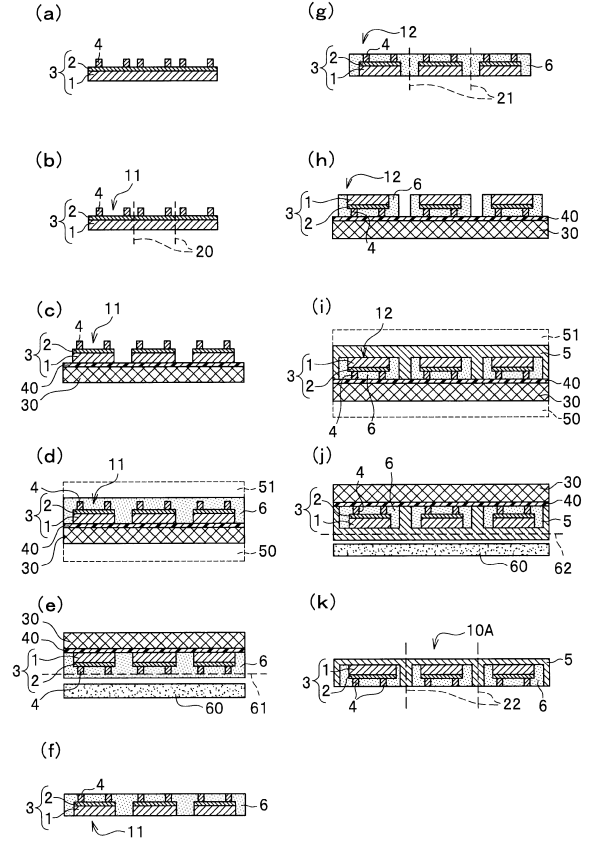 (a)
4
3 { 2
1
(b)
4 11
3 { 2
1
20
(c)
4 11
3 { 2
1
40
30
(d)
4 11 51
3 { 2 6
1
40
30 50
(e)
30
40
3 { 1 6
2
4 60 61
(f)
4
3 { 2 6
1
11
(g)
12
4
3 { 2 6
1
21
(h)
12 6
3 { 1
2 40
4 30
(i)
12 51
5
3 { 1
2 40
30
4 6 50
(j)
4 6 30
3 { 2 40
1 5
60 62
(k)
10A
5
3 { 1
2
4 22 6